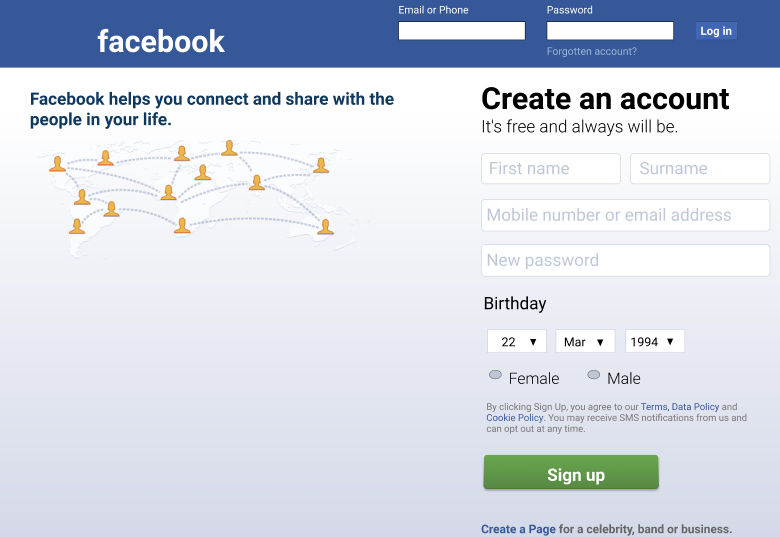 Email or Phone
Password
facebook
Log in
Forgotten account?
Facebook helps you connect and share with the
people in your life.
Create an account
It's free and always will be.
First name
Surname
Mobile number or email address
New password
Birthday
22 ▼ Mar ▼ 1994 ▼
Female
Male
By clicking Sign Up, you agree to our Terms, Data Policy and
Cookie Policy. You may receive SMS notifications from us and
can opt out at any time.
Sign up
Create a Page for a celebrity, band or business.